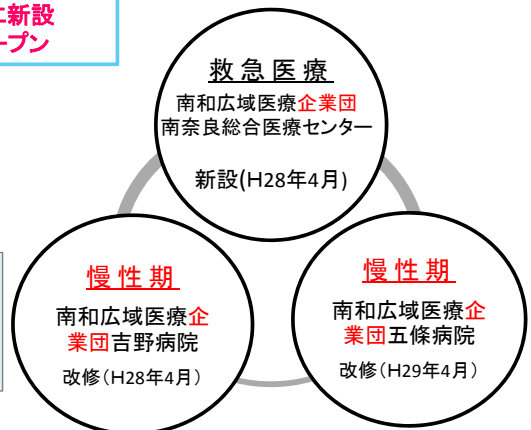 新設
ープン
救急医療
南和広域医療企業団
南奈良総合医療センター
新設(H28年4月)
慢性期
南和広域医療企
業団吉野病院
改修（H28年4月）
慢性期
南和広域医療企
業団五條病院
改修（H29年4月）